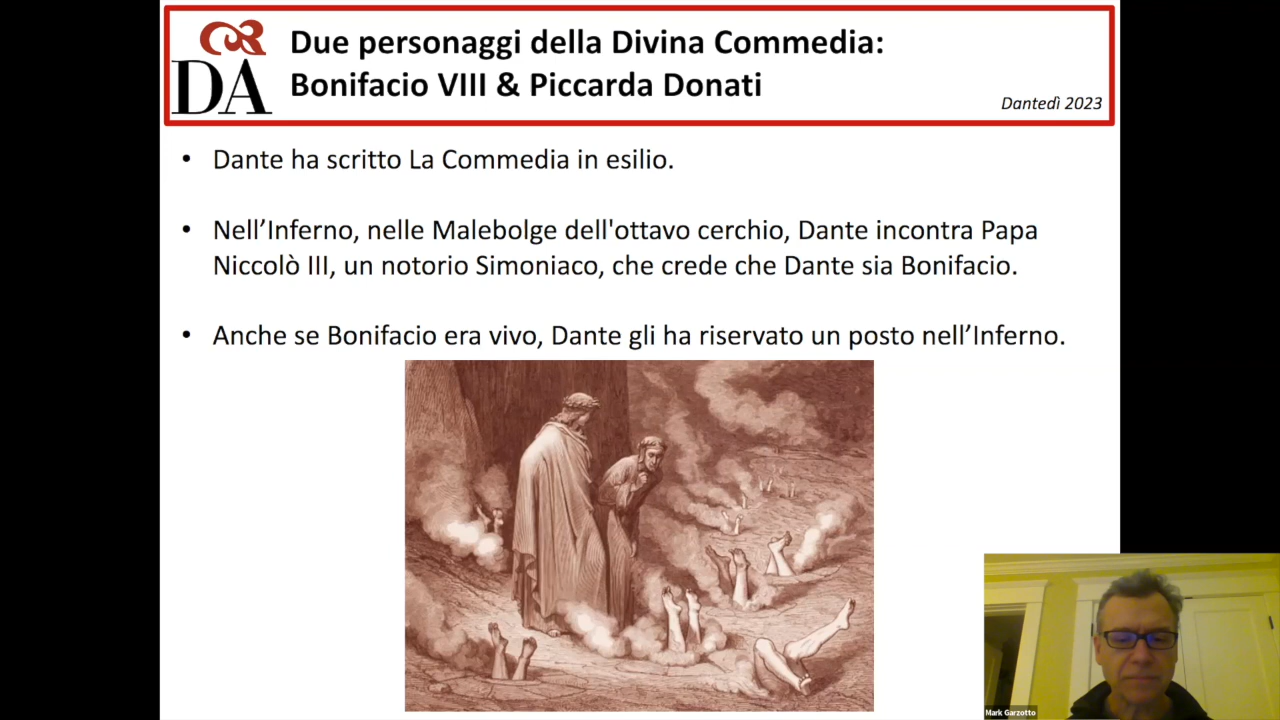 DA
Due personaggi della Divina Commedia:
Bonifacio VIII & Piccarda Donati
Dantedì 2023
• Dante ha scritto La Commedia in esilio.
• Nell’Inferno, nelle Malebolge dell'ottavo cerchio, Dante incontra Papa
Niccolò III, un notorio Simoniaco, che crede che Dante sia Bonifacio.
• Anche se Bonifacio era vivo, Dante gli ha riservato un posto nell’Inferno.
Mark Garzotto